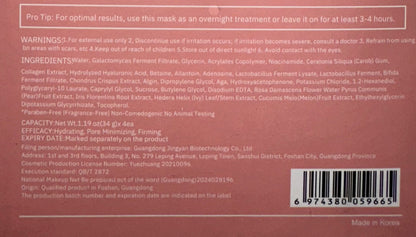 Pro Tip: For optimal results, use this mask as an overnight treatment or leave it on for at least 3-4 hours.
WARNINGS:1.For external use only 2. Discontinue use if irritation occurs; if irritation becomes severe, consult a doctor 3. Refrain from using
on areas with scars, etc 4.Keep out of reach of children 5.Store out of direct sunlight 6. Avoid contact with the eyes.
INGREDIENTS:Water, Galactomyces Ferment Filtrate, Glycerin, Acrylates Copolymer, Niacinamide, Ceratonia Siliqua (Carob) Gum,
Collagen Extract, Hydrolyzed Hyaluronic Acid, Betaine, Allantoin, Adenosine, Lactobacillus Ferment Lysate, Lactobacillus Ferment, Bifida
Ferment Filtrate, Chondrus Crispus Extract, Algin, Dipropylene Glycol, Agar, Hydroxyacetophenone, Potassium Chloride, 1,2-Hexanediol,
Polyglyceryl-10 Laurate, Caprylyl Glycol, Sucrose, Butylene Glycol, Disodium EDTA, Rosa Damascena Flower Water, Pyrus Communis
(Pear)Fruit Extract, Iris Florentina Root Extract, Hedera Helix (Ivy) Leaf/Stem Extract, Cucumis Melo(Melon)Fruit Extract, Ethylhexylglycerin
Dipotassium Glycyrrhizate, Tocopherol.
*Paraben-Free |Fragrance-Free |Non-Comedogenic |No Animal Testing
CAPACITY:Net Wt.1.19 oz(34 g)x 4ea
EFFICACY:Hydrating, Pore Minimizing, Firming
EXPIRY DATE:Marked separately on the product
Filing person/manufacturing enterprise: Guangdong Jingyan Biotechnology Co., Ltd
Address: 1st and 3rd floors, Building 3, No. 279 Leping Avenue, Leping Town, Sanshui District, Foshan City, Guangdong Province
Cosmetic Production License Number: Yuezhuang 20210096
Execution standard: QB/T 2872
National Makeup Net Be prepared out of the word (Guangdong)2024029196
Origin: Qualified product in Foshan, Guangdong
The production batch number and expiration date are indicated on the label
6 974380 059665
Made in Korea